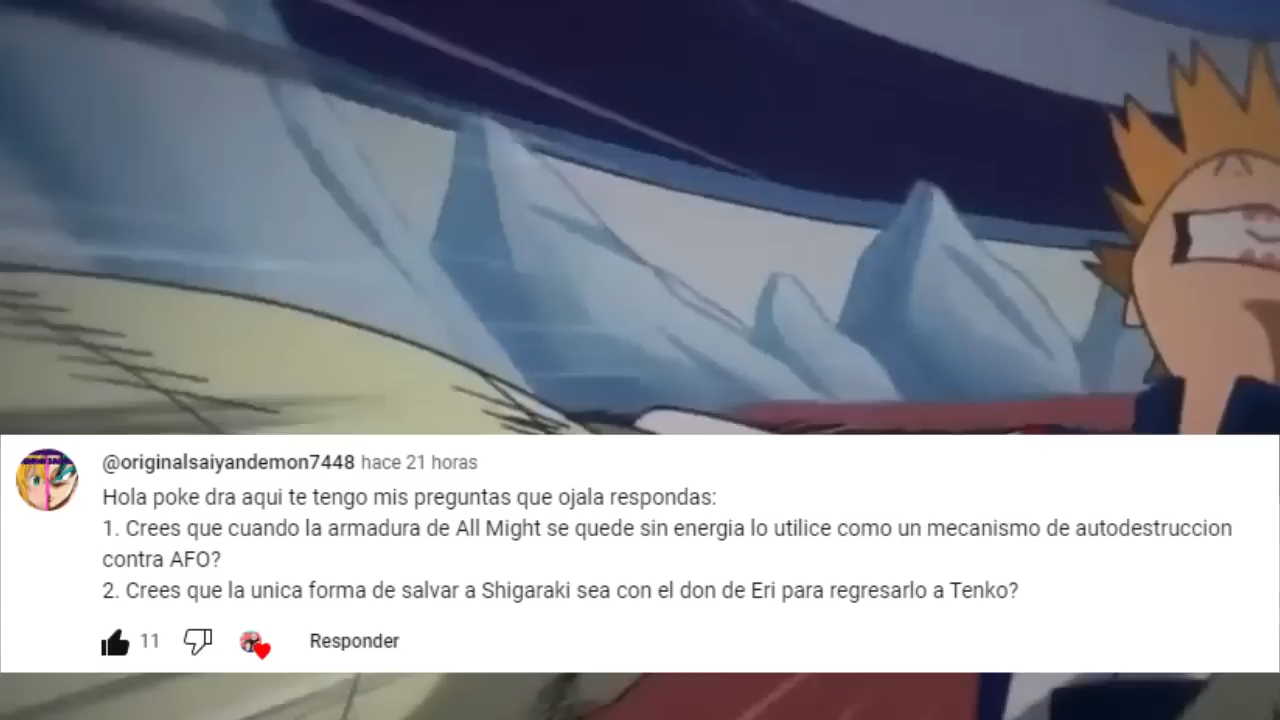 @originalsaiyandemon7448 hace 21 horas
Hola poke dra aqui te tengo mis preguntas que ojala respondas:
1. Crees que cuando la armadura de All Might se quede sin energia lo utilice como un mecanismo de autodestruccion
contra AFO?
2. Crees que la unica forma de salvar a Shigaraki sea con el don de Eri para regresarlo a Tenko?
11 Responder